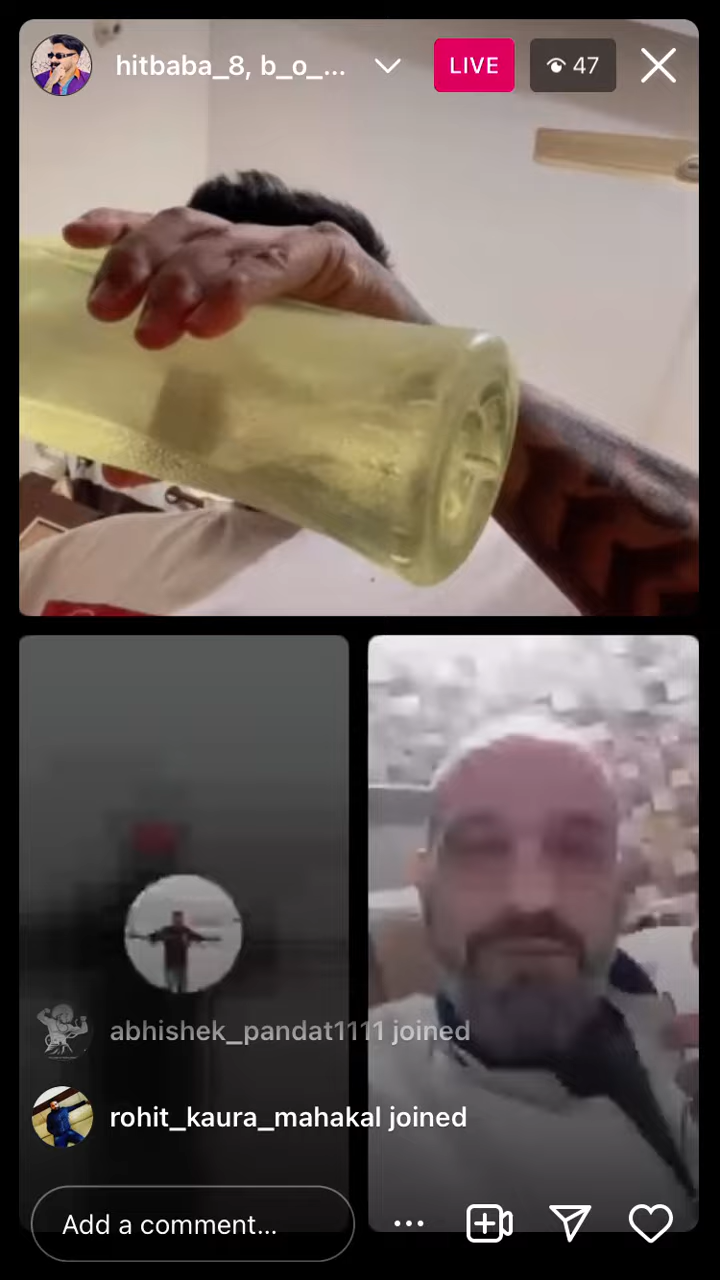 hitbaba_8, b_o_...
LIVE
47
abhishek_pandat1111 joined
rohit_kaura_mahakal joined
Add a comment...